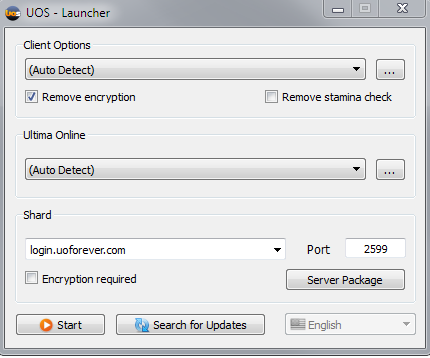 UOS - Launcher
Client Options
(Auto Detect) ...
Remove encryption Remove stamina check
Ultima Online
(Auto Detect) ...
Shard
login.uoforever.com Port 2599
Encryption required Server Package
Start Search for Updates English